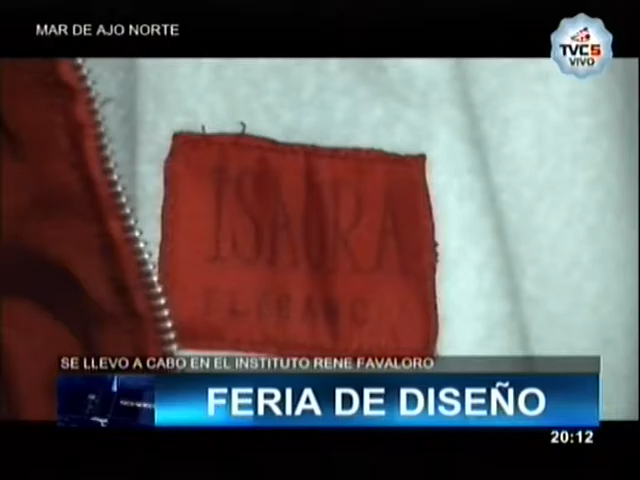 MAR DE AJO NORTE
TVC5
VIVO
ISAURA
SE LLEVO A CABO EN EL INSTITUTO RENE FAVALORO
FERIA DE DISEÑO
20:12